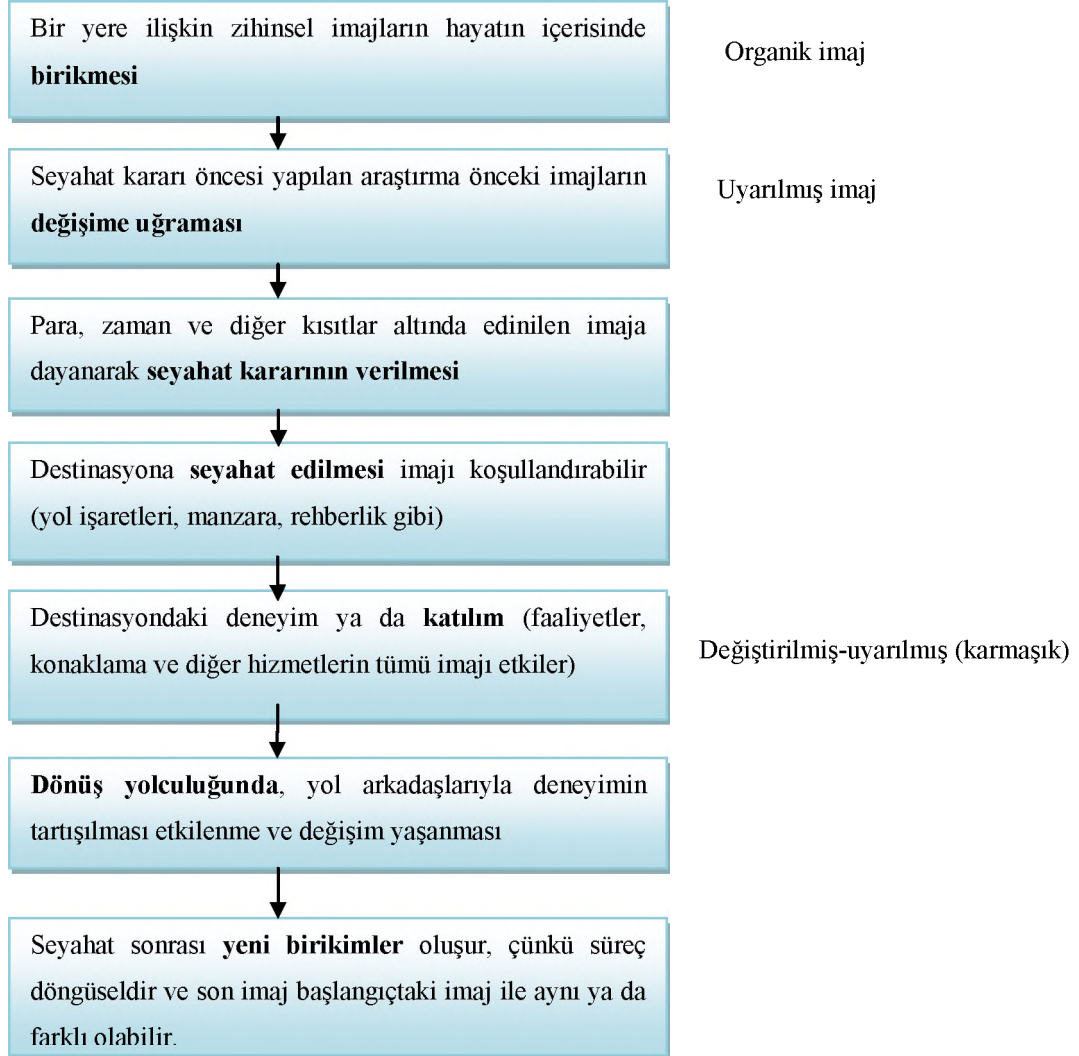 Bir yere ilişkin zihinsel imajların hayatın içerisinde
birikmesi
Organik imaj
Seyahat kararı öncesi yapılan araştırma önceki imajların
değişime uğraması
Uyarılmış imaj
Para, zaman ve diğer kısıtlar altında edinilen imaja
dayanarak seyahat kararının verilmesi
Destinasyona seyahat edilmesi imajı koşullandırabilir
(yol işaretleri, manzara, rehberlik gibi)
Destinasyondaki deneyim ya da katılım (faaliyetler,
konaklama ve diğer hizmetlerin tümü imajı etkiler)
Değiştirilmiş-uyarılmış (karmaşık)
Dönüş yolculuğunda, yol arkadaşlarıyla deneyimin
tartışılması etkilenme ve değişim yaşanması
Seyahat sonrası yeni birikimler oluşur, çünkü süreç
döngüseldir ve son imaj başlangıçtaki imaj ile aynı ya da
farklı olabilir.